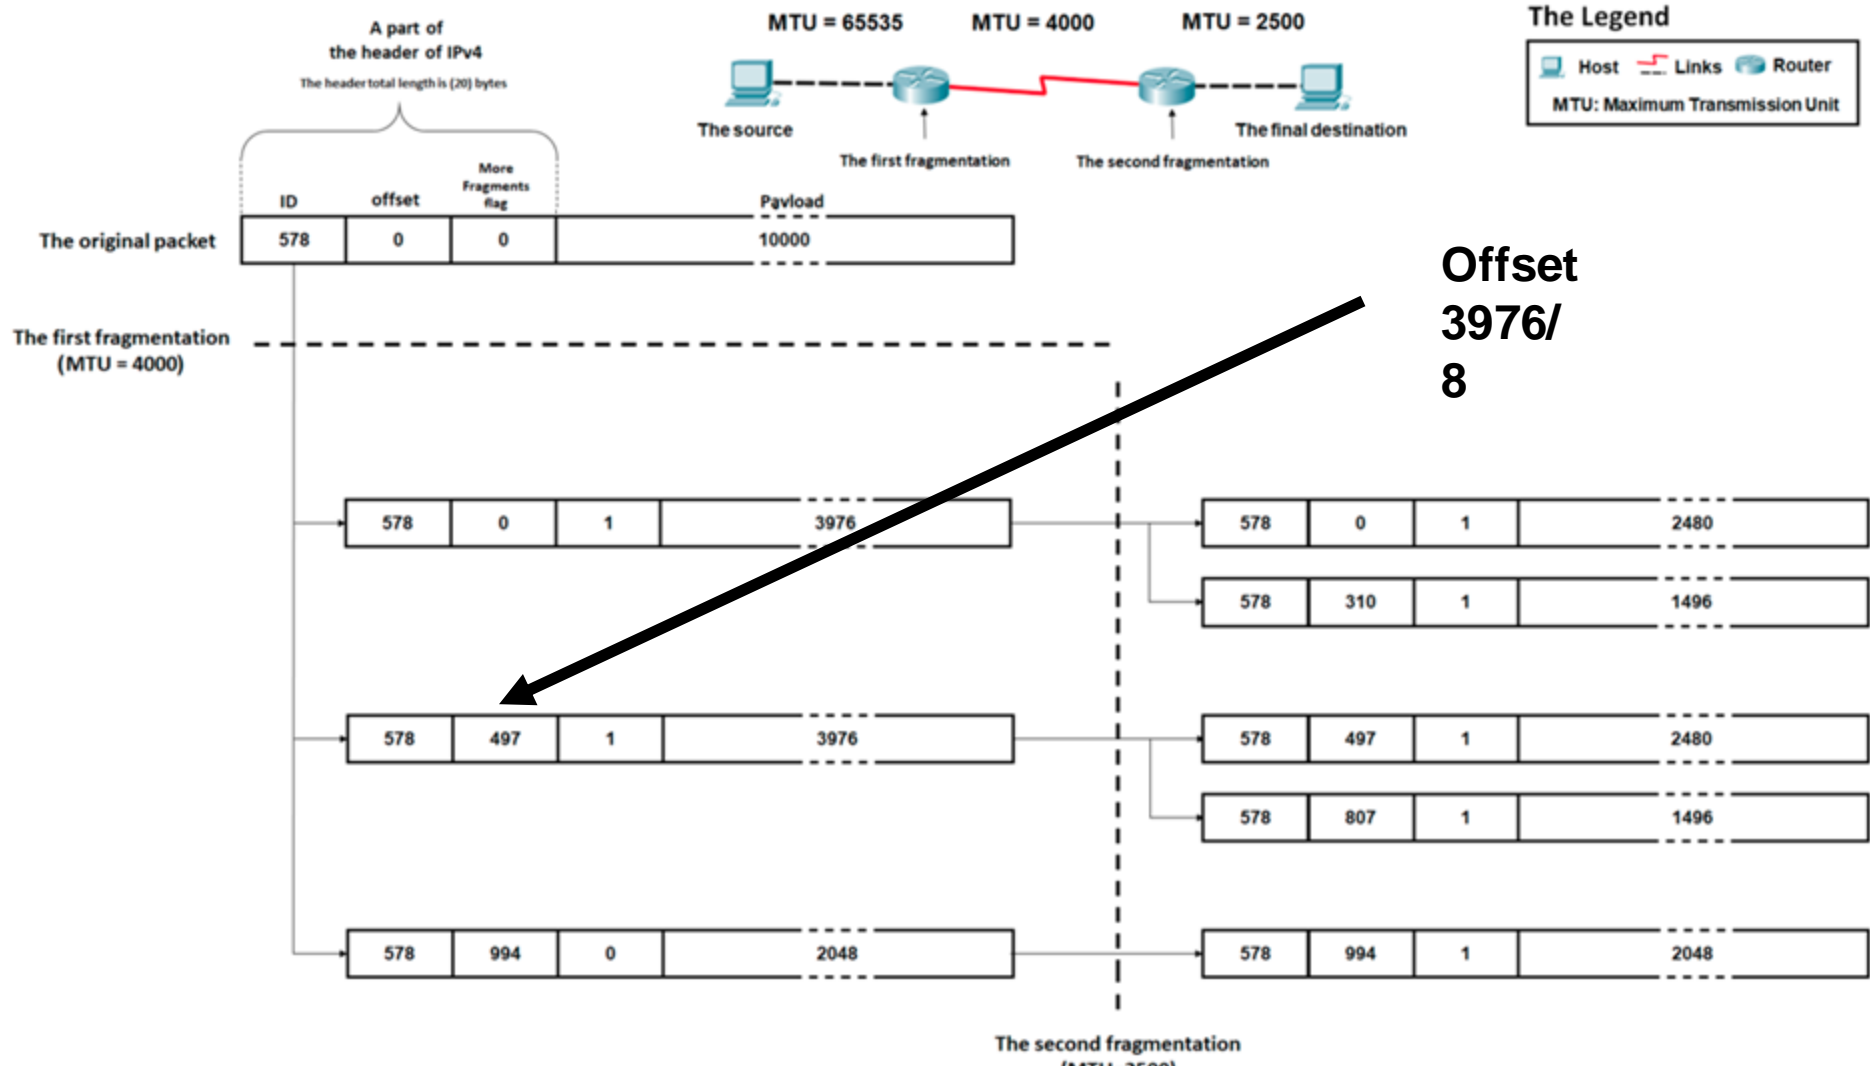 A part of
the header of IPv4
The header total length is (20) bytes
MTU = 65535 MTU = 4000 MTU = 2500
The source
The first fragmentation
The second fragmentation
The final destination
The Legend
Host Links Router
MTU: Maximum Transmission Unit
ID offset More Fragments flag Payload
The original packet 578 0 0 10000
Offset
3976/
8
The first fragmentation
(MTU = 4000)
578 0 1 3976
578 0 1 2480
578 310 1 1496
578 497 1 3976
578 497 1 2480
578 807 1 1496
578 994 0 2048
578 994 1 2048
The second fragmentation